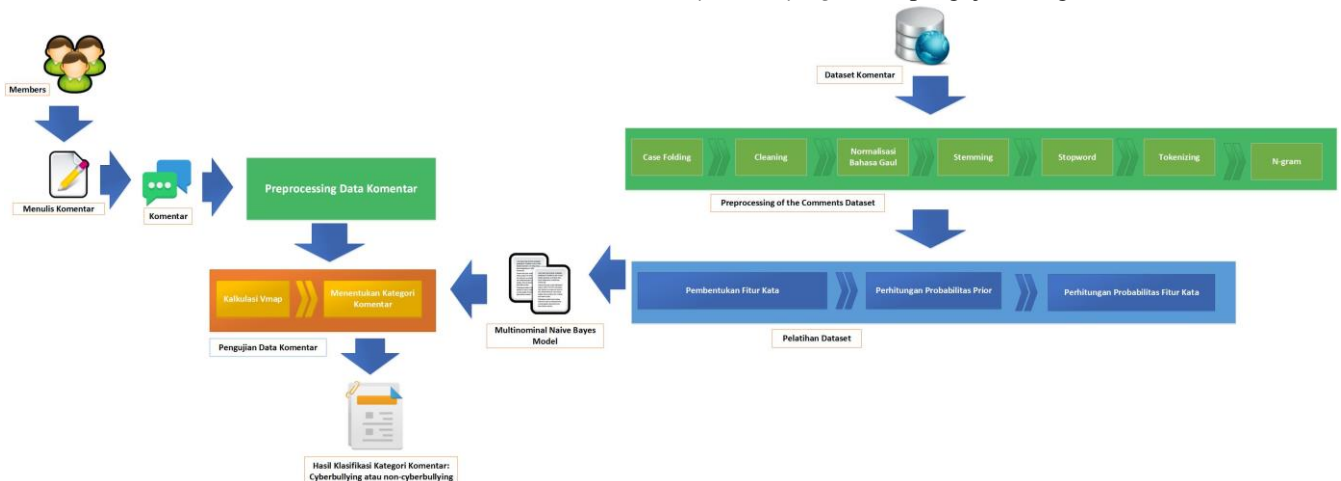 Members
Menulis Komentar
Komentar
Preprocessing Data Komentar
Kalkulasi Vmap
Menentukan Kategori
Komentar
Pengujian Data Komentar
Hasil Klasifikasi Kategori Komentar:
Cyberbullying atau non-cyberbullying
Multinominal Naive Bayes
Model
Dataset Komentar
Case Folding
Cleaning
Normalisasi
Bahasa Gaul
Stemming
Stopword
Tokenizing
N-gram
Preprocessing of the Comments Dataset
Pembentukan Fitur Kata
Perhitungan Probabilitas Prior
Perhitungan Probabilitas Fitur Kata
Pelatihan Dataset